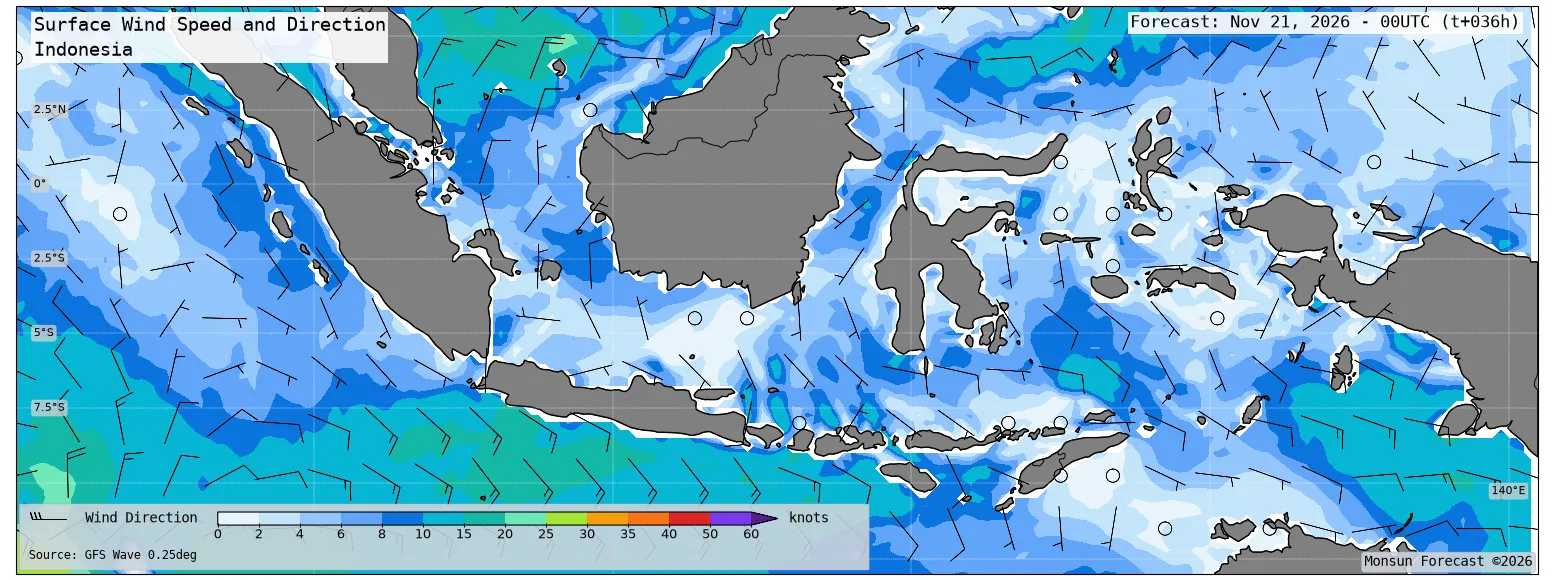 Surface Wind Speed and Direction
Indonesia
Forecast: Nov 21, 2026 - 00UTC (t+036h)
2.5°N
0°
2.5°S
5°S
7.5°S
140°E
Wind Direction
0 2 4 6 8 10 15 20 25 30 35 40 50 60
knots
Source: GFS Wave 0.25deg
Monsun Forecast ©2026